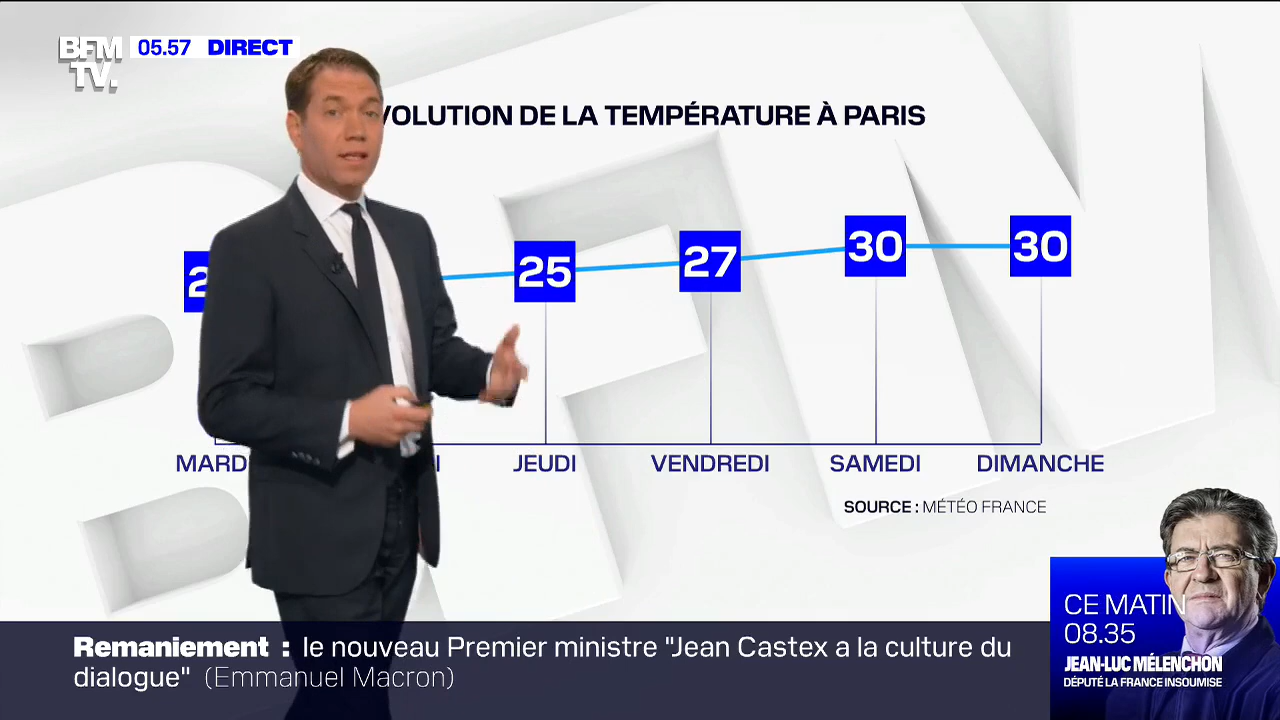 BFM
TV.
05.57 DIRECT
VOLUTION DE LA TEMPÉRATURE À PARIS
25
27
30
30
MARD
JEUDI
VENDREDI
SAMEDI
DIMANCHE
SOURCE : MÉTÉO FRANCE
CE MATIN
08.35
JEAN-LUC MÉLENCHON
DÉPUTÉ LA FRANCE INSOUMISE
Remaniement : le nouveau Premier ministre "Jean Castex a la culture du
dialogue" (Emmanuel Macron)